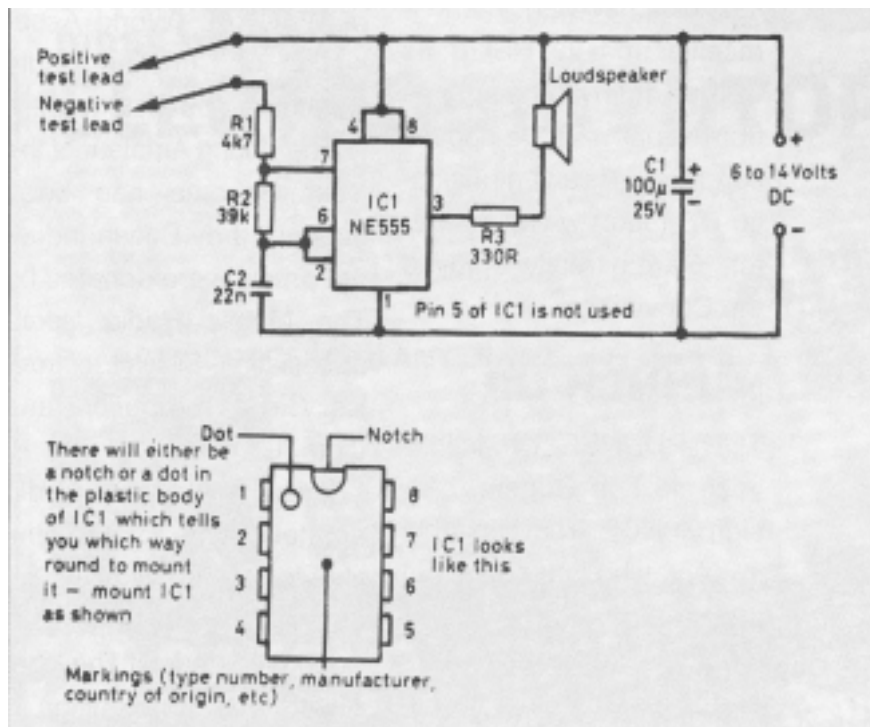 Positive
test lead
Negative
test lead
Loudspeaker
R1
4k7
4
8
7
R2
39k
IC1
NE555
3
6
2
R3
330R
C1
100µ
25V
+
-
+
6 to 14 Volts
DC
-
C2
22n
1
Pin 5 of IC1 is not used
Dot
Notch
There will either be
a notch or a dot in
the plastic body
of IC1 which tells
you which way
round to mount
it - mount IC1
as shown
1
2
3
4
8
7
6
5
IC1 looks
like this
Markings (type number, manufacturer,
country of origin, etc)